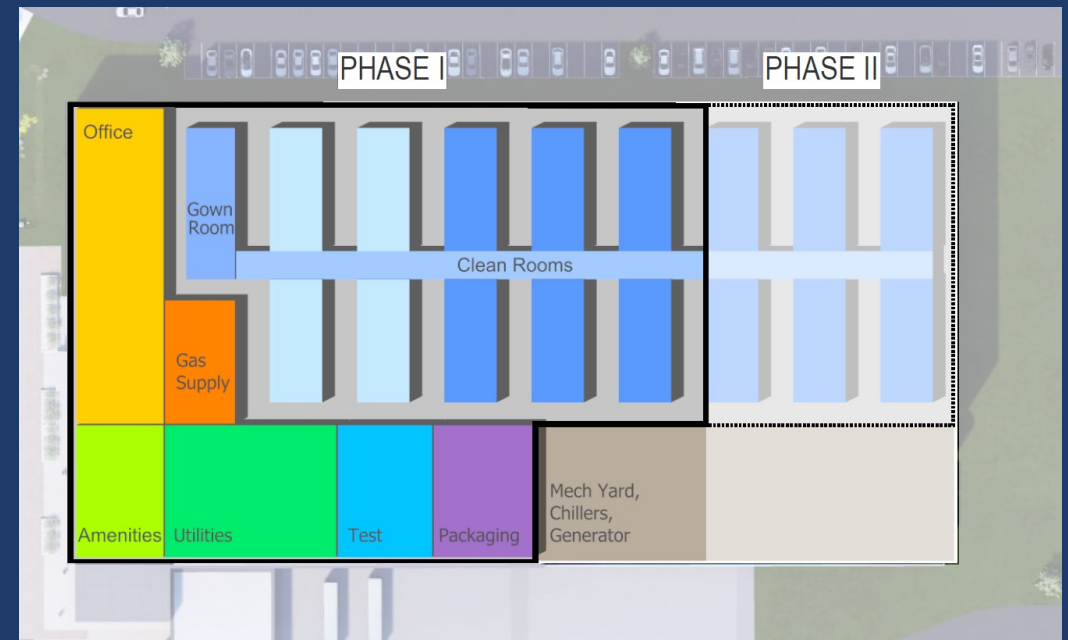 PHASE I
PHASE II
Office
Gown
Room
Clean Rooms
Gas
Supply
Mech Yard,
Chillers,
Generator
Amenities
Utilities
Test
Packaging